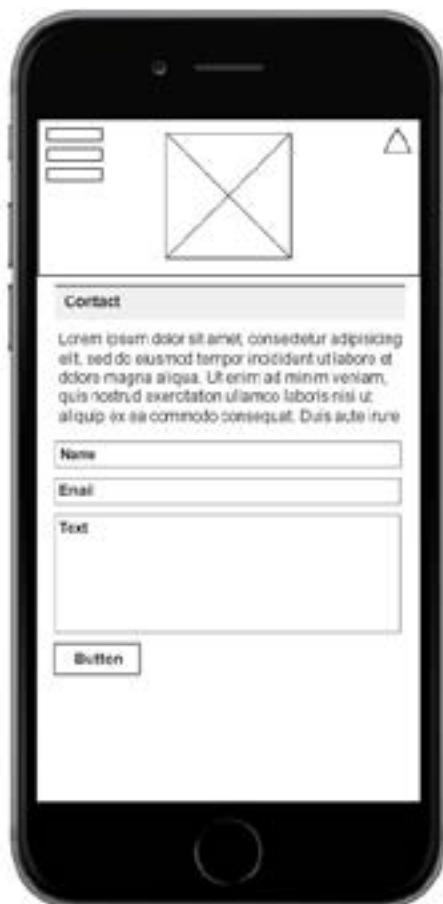 Contact
Lorem ipsum dolor sit amet, consectetur adipisicing
elit, sed do eiusmod tempor incididunt ut labore et
dolore magna aliqua. Ut enim ad minim veniam,
quis nostrud exercitation ullamco laboris nisi ut
aliquip ex ea commodo consequat. Duis aute irure
Name
Email
Text
Button